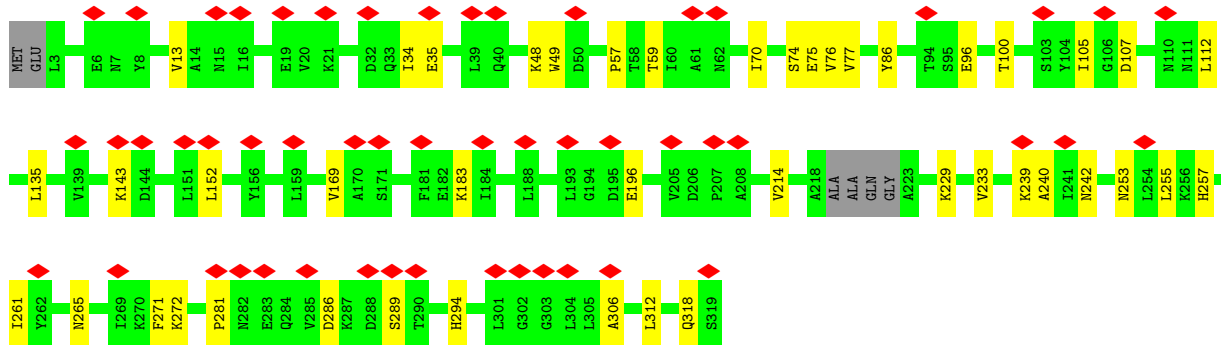 MET GLU L3 E6 N7 Y8 V13 A14 N15 I16 E19 V20 K21 D32 Q33 I34 E35 L39 Q40 K48 W49 D50 P57 T58 T59 I60 A61 N62 I70 S74 E75 V76 V77 Y86 T94 S95 E96 T100 S103 Y104 I105 G106 D107 N110 N111 L112
L135 V139 K143 D144 L151 L152 Y156 L159 V169 A170 S171 F181 E182 K183 I184 L188 L193 G194 D195 E196 V205 D206 P207 A208 V214 A218 ALA ALA GLN GLY A223 K229 V233 K239 A240 I241 N242 N253 L254 L255 K256 H257
I261 Y262 N265 I269 K270 F271 K272 P281 N282 E283 Q284 V285 D286 K287 D288 S289 T290 H294 L301 G302 G303 L304 L305 A306 L312 Q318 S319